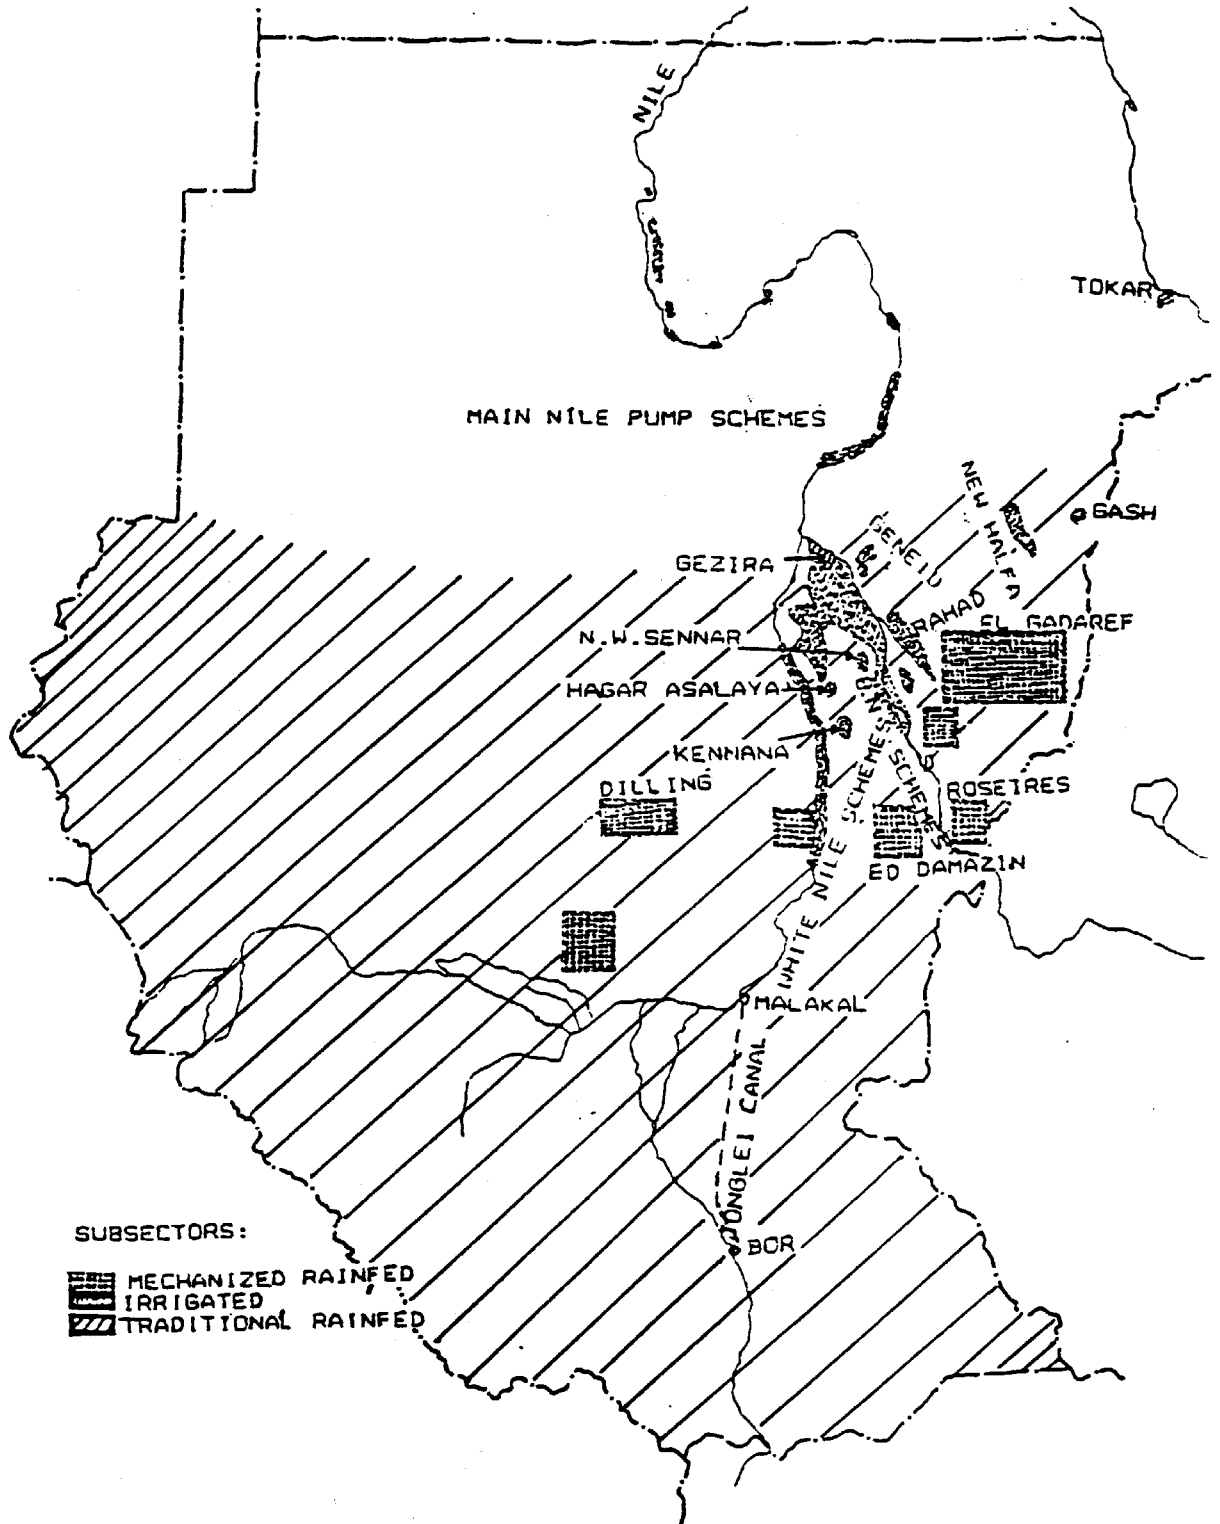 NILE
TOKAR
MAIN NILE PUMP SCHEMES
NEW HALFA
GASH
GENEID
GEZIRA
RAHAD
EL GADAREF
N.W.SENNAR
HAGAR ASALAYA
KENNANA
DILLING
ROSEIRES
ED DAMAZIN
WHITE NILE SCHEMES
SCHEMES
MALAKAL
JONGLEI CANAL
BOR
SUBSECTORS:
MECHANIZED RAINFED
IRRIGATED
TRADITIONAL RAINFED